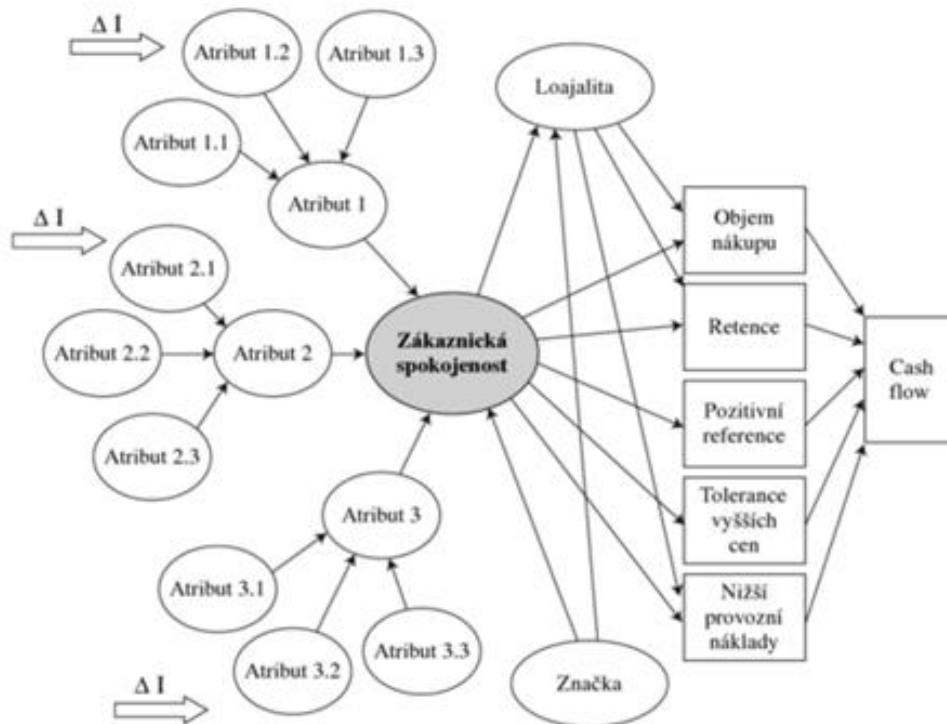 Δ Î
Atribut 1.2
Atribut 1.3
Loajalita
Atribut 1.1
Atribut 1
Objem
nákupu
Δ Î
Atribut 2.1
Retence
Zákaznická
spokojenost
Atribut 2.2
Atribut 2
Cash
flow
Pozitivní
reference
Atribut 2.3
Atribut 3
Tolerance
vyšších
cen
Atribut 3.1
Nižší
provozní
náklady
Atribut 3.2
Atribut 3.3
Značka
Δ Î